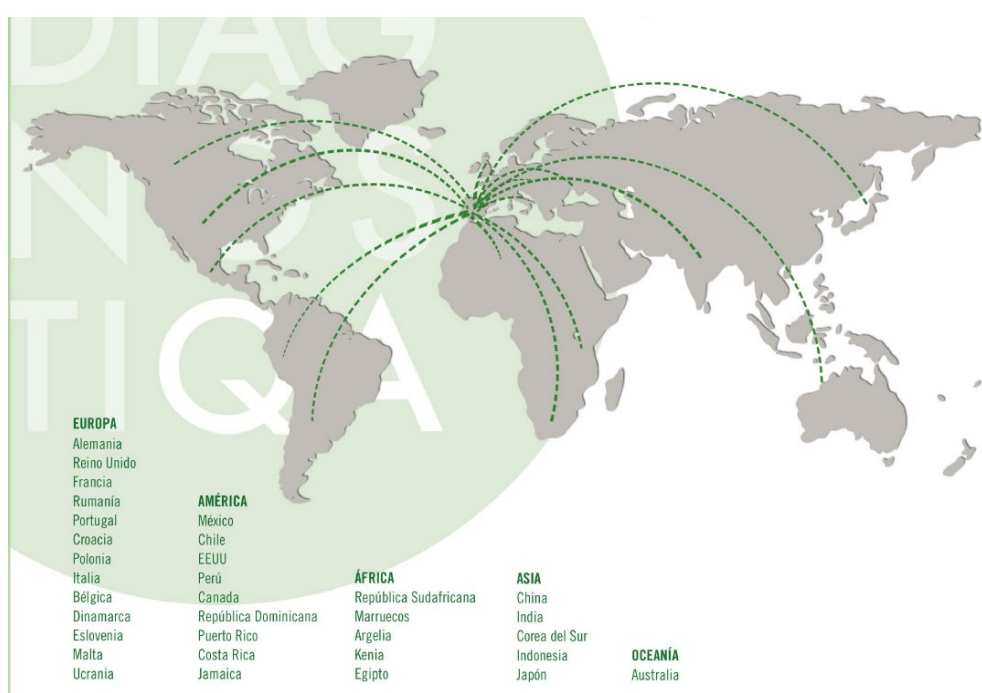 DIAG
NÓS
TIQA
EUROPA
Alemania
Reino Unido
Francia
Rumanía
Portugal
Croacia
Polonia
Italia
Bélgica
Dinamarca
Eslovenia
Malta
Ucrania
AMÉRICA
México
Chile
EEUU
Perú
Canada
República Dominicana
Puerto Rico
Costa Rica
Jamaica
ÁFRICA
República Sudafricana
Marruecos
Argelia
Kenia
Egipto
ASIA
China
India
Corea del Sur
Indonesia
Japón
OCEANÍA
Australia